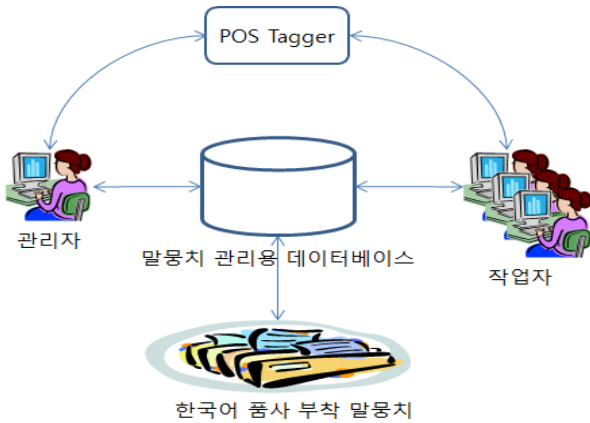 POS Tagger
관리자
말뭉치 관리용 데이터베이스
작업자
한국어 품사 부착 말뭉치